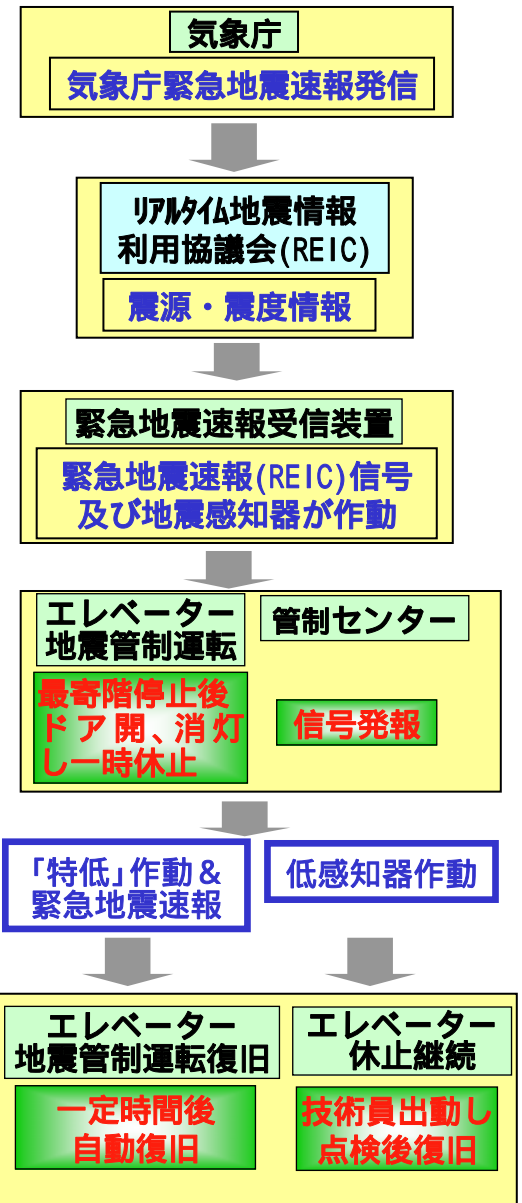 気象庁
気象庁緊急地震速報発信
ﾘｱﾙﾀｲﾑ地震情報
利用協議会(REIC)
震源・震度情報
緊急地震速報受信装置
緊急地震速報(REIC)信号
及び地震感知器が作動
エレベーター
地震管制運転
管制センター
最寄階停止後
ドア開、消灯
し一時休止
信号発報
「特低」作動＆
緊急地震速報
低感知器作動
エレベーター
地震管制運転復旧
エレベーター
休止継続
一定時間後
自動復旧
技術員出動し
点検後復旧